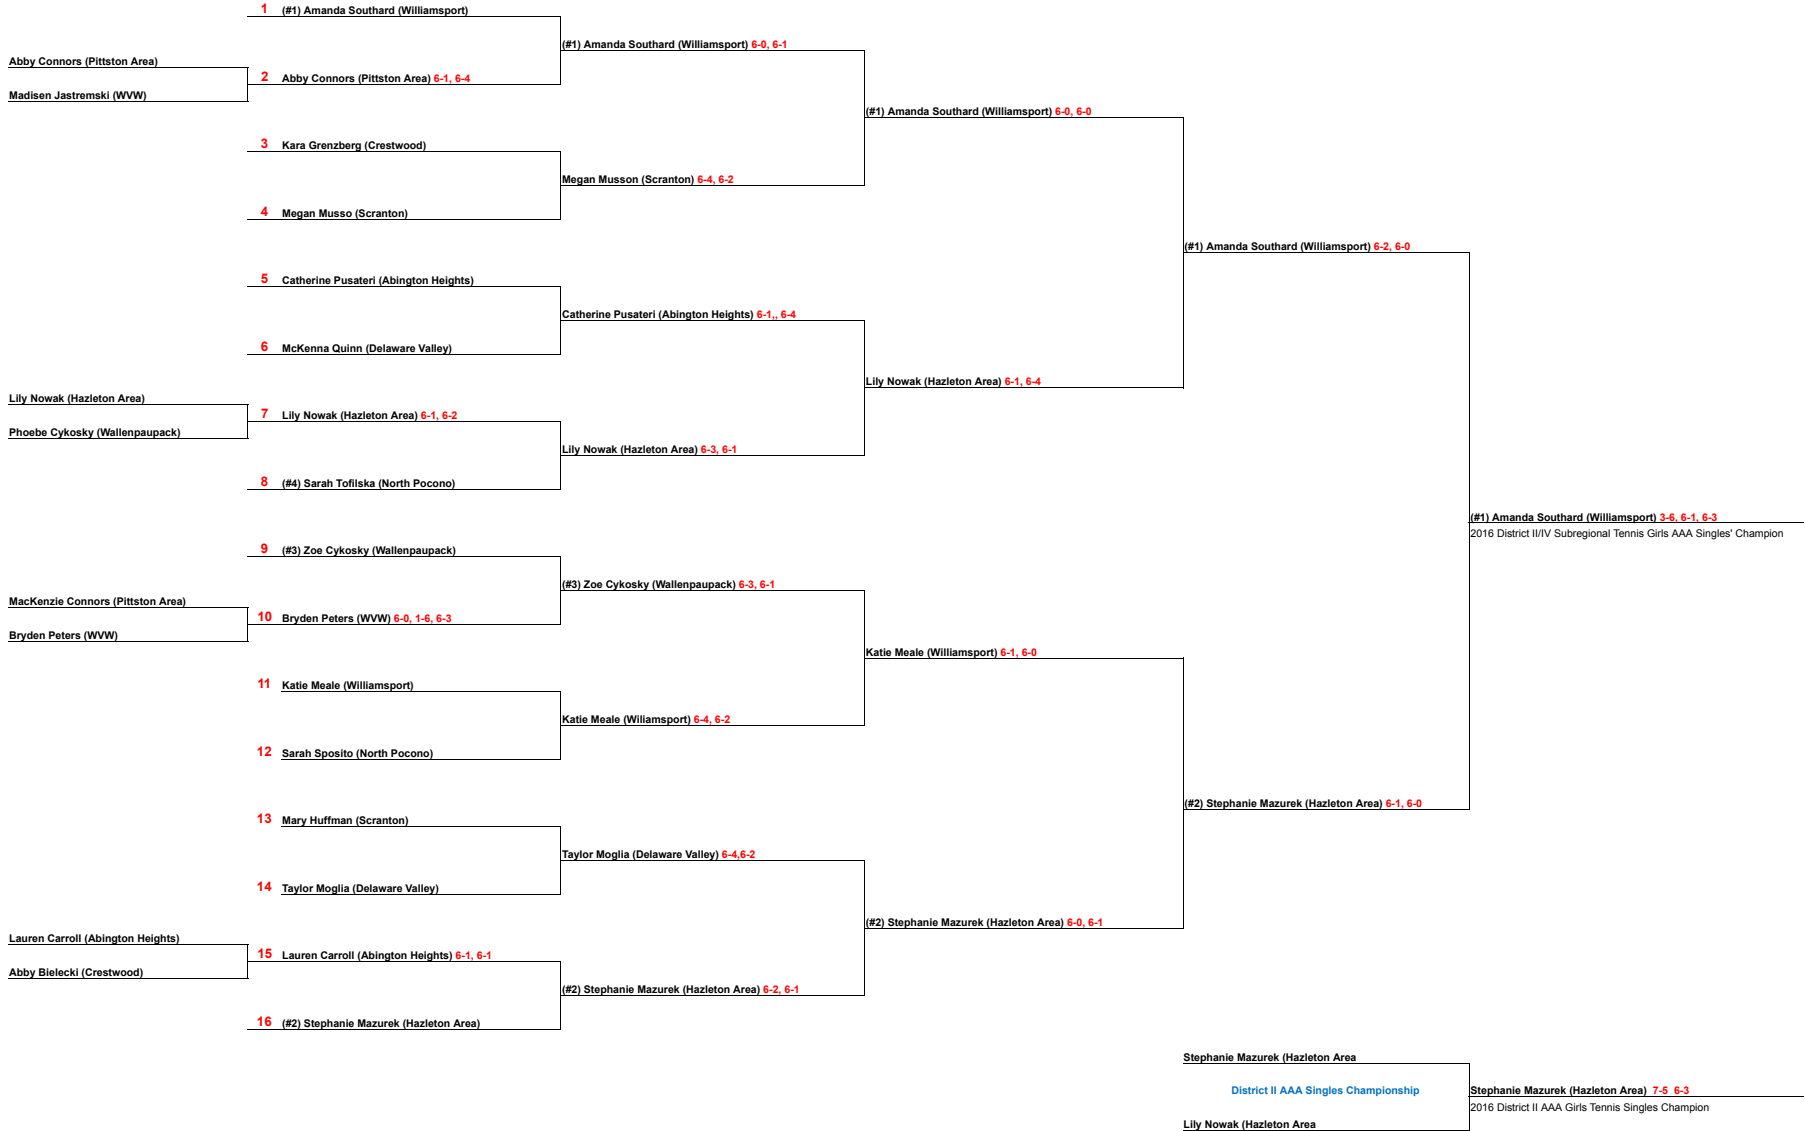 1 (#1) Amanda Southard (Williamsport)
(#1) Amanda Southard (Williamsport) 6-0, 6-1
Abby Connors (Pittston Area)
2 Abby Connors (Pittston Area) 6-1, 6-4
Madisen Jastremski (WVW)
(#1) Amanda Southard (Williamsport) 6-0, 6-0
3 Kara Grenzberg (Crestwood)
Megan Musson (Scranton) 6-4, 6-2
4 Megan Musso (Scranton)
(#1) Amanda Southard (Williamsport) 6-2, 6-0
5 Catherine Pusateri (Abington Heights)
Catherine Pusateri (Abington Heights) 6-1,, 6-4
6 McKenna Quinn (Delaware Valley)
Lily Nowak (Hazleton Area) 6-1, 6-4
Lily Nowak (Hazleton Area)
7 Lily Nowak (Hazleton Area) 6-1, 6-2
Phoebe Cykosky (Wallenpaupack)
Lily Nowak (Hazleton Area) 6-3, 6-1
8 (#4) Sarah Tofilska (North Pocono)
(#1) Amanda Southard (Williamsport) 3-6, 6-1, 6-3
2016 District II/IV Subregional Tennis Girls AAA Singles' Champion
9 (#3) Zoe Cykosky (Wallenpaupack)
(#3) Zoe Cykosky (Wallenpaupack) 6-3, 6-1
MacKenzie Connors (Pittston Area)
10 Bryden Peters (WVW) 6-0, 1-6, 6-3
Bryden Peters (WVW)
Katie Meale (Williamsport) 6-1, 6-0
11 Katie Meale (Williamsport)
Katie Meale (Wiliamsport) 6-4, 6-2
12 Sarah Sposito (North Pocono)
(#2) Stephanie Mazurek (Hazleton Area) 6-1, 6-0
13 Mary Huffman (Scranton)
Taylor Moglia (Delaware Valley) 6-4,6-2
14 Taylor Moglia (Delaware Valley)
(#2) Stephanie Mazurek (Hazleton Area) 6-0, 6-1
Lauren Carroll (Abington Heights)
15 Lauren Carroll (Abington Heights) 6-1, 6-1
Abby Bielecki (Crestwood)
(#2) Stephanie Mazurek (Hazleton Area) 6-2, 6-1
16 (#2) Stephanie Mazurek (Hazleton Area)
Stephanie Mazurek (Hazleton Area
District II AAA Singles Championship
Stephanie Mazurek (Hazleton Area) 7-5 6-3
2016 District II AAA Girls Tennis Singles Champion
Lily Nowak (Hazleton Area